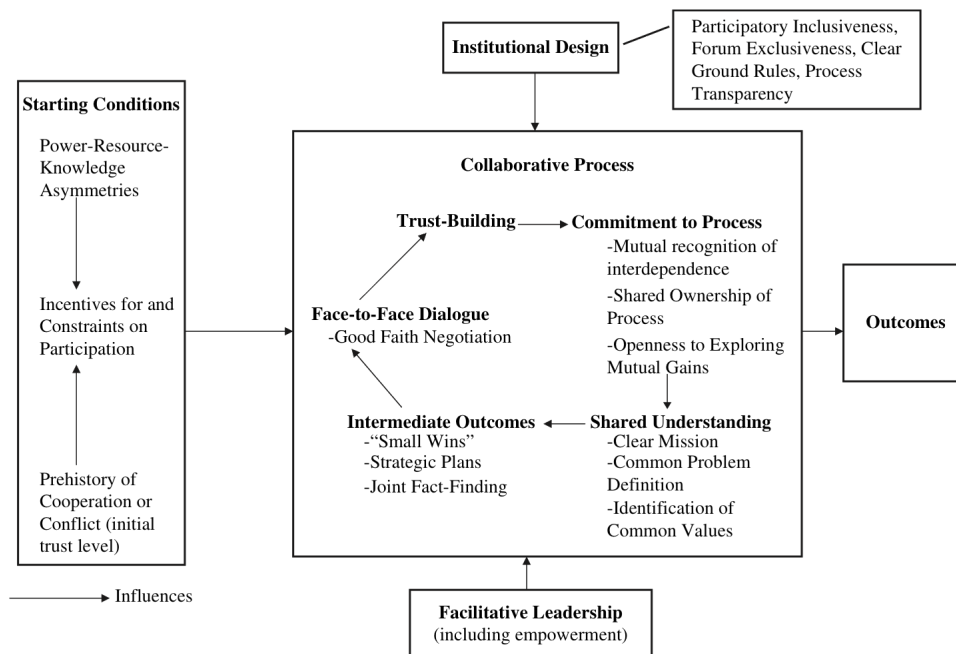 Institutional Design
Participatory Inclusiveness,
Forum Exclusiveness, Clear
Ground Rules, Process
Transparency
Starting Conditions
Power-Resource-
Knowledge
Asymmetries
Incentives for and
Constraints on
Participation
Prehistory of
Cooperation or
Conflict (initial
trust level)
Influences
Collaborative Process
Trust-Building
Commitment to Process
-Mutual recognition of
interdependence
-Shared Ownership of
Process
-Openness to Exploring
Mutual Gains
Face-to-Face Dialogue
-Good Faith Negotiation
Intermediate Outcomes
-“Small Wins”
-Strategic Plans
-Joint Fact-Finding
Shared Understanding
-Clear Mission
-Common Problem
Definition
-Identification of
Common Values
Outcomes
Facilitative Leadership
(including empowerment)